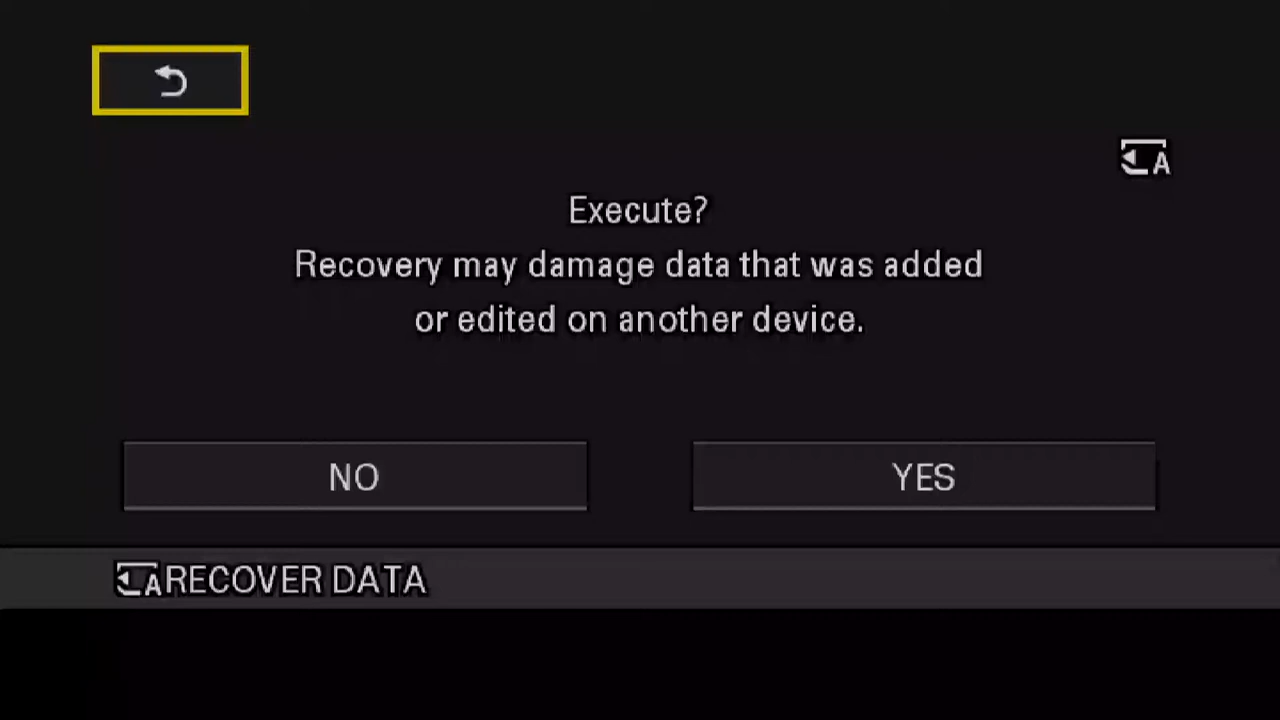 A
Execute?
Recovery may damage data that was added
or edited on another device.
NO
YES
A RECOVER DATA